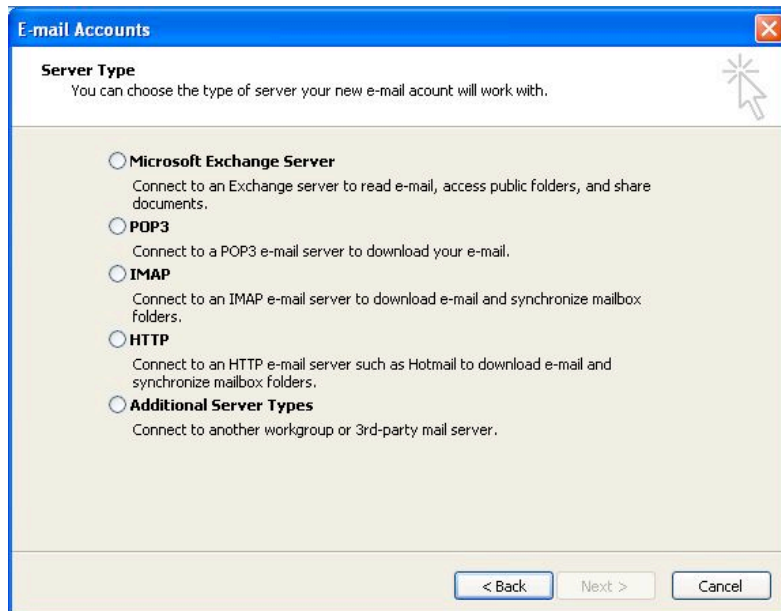 E-mail Accounts
Server Type
You can choose the type of server your new e-mail acount will work with.
Microsoft Exchange Server
Connect to an Exchange server to read e-mail, access public folders, and share
documents.
POP3
Connect to a POP3 e-mail server to download your e-mail.
IMAP
Connect to an IMAP e-mail server to download e-mail and synchronize mailbox
folders.
HTTP
Connect to an HTTP e-mail server such as Hotmail to download e-mail and
synchronize mailbox folders.
Additional Server Types
Connect to another workgroup or 3rd-party mail server.
< Back Next > Cancel